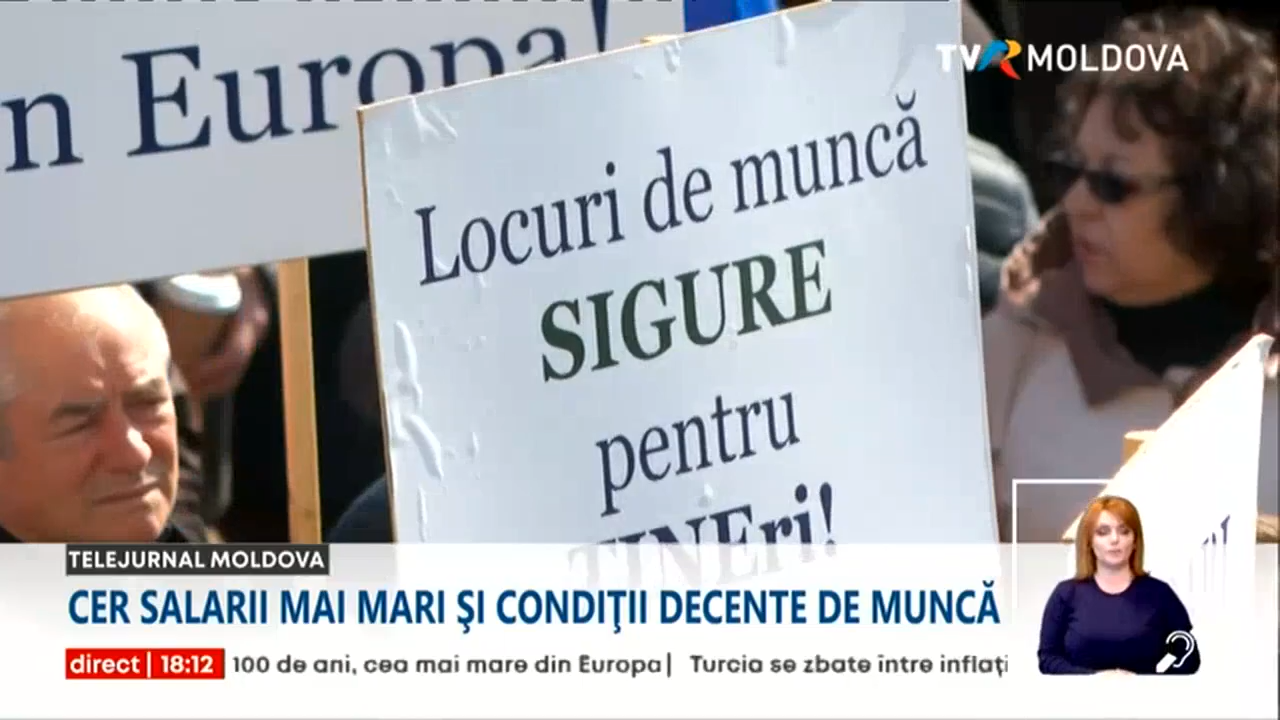 n Europa!
TVR MOLDOVA
Locuri de muncă
SIGURE
pentru
TINEri!
TELEJURNAL MOLDOVA
CER SALARII MAI MARI ŞI CONDIŢII DECENTE DE MUNCĂ
direct | 18:12 100 de ani, cea mai mare din Europa | Turcia se zbate între inflaţi